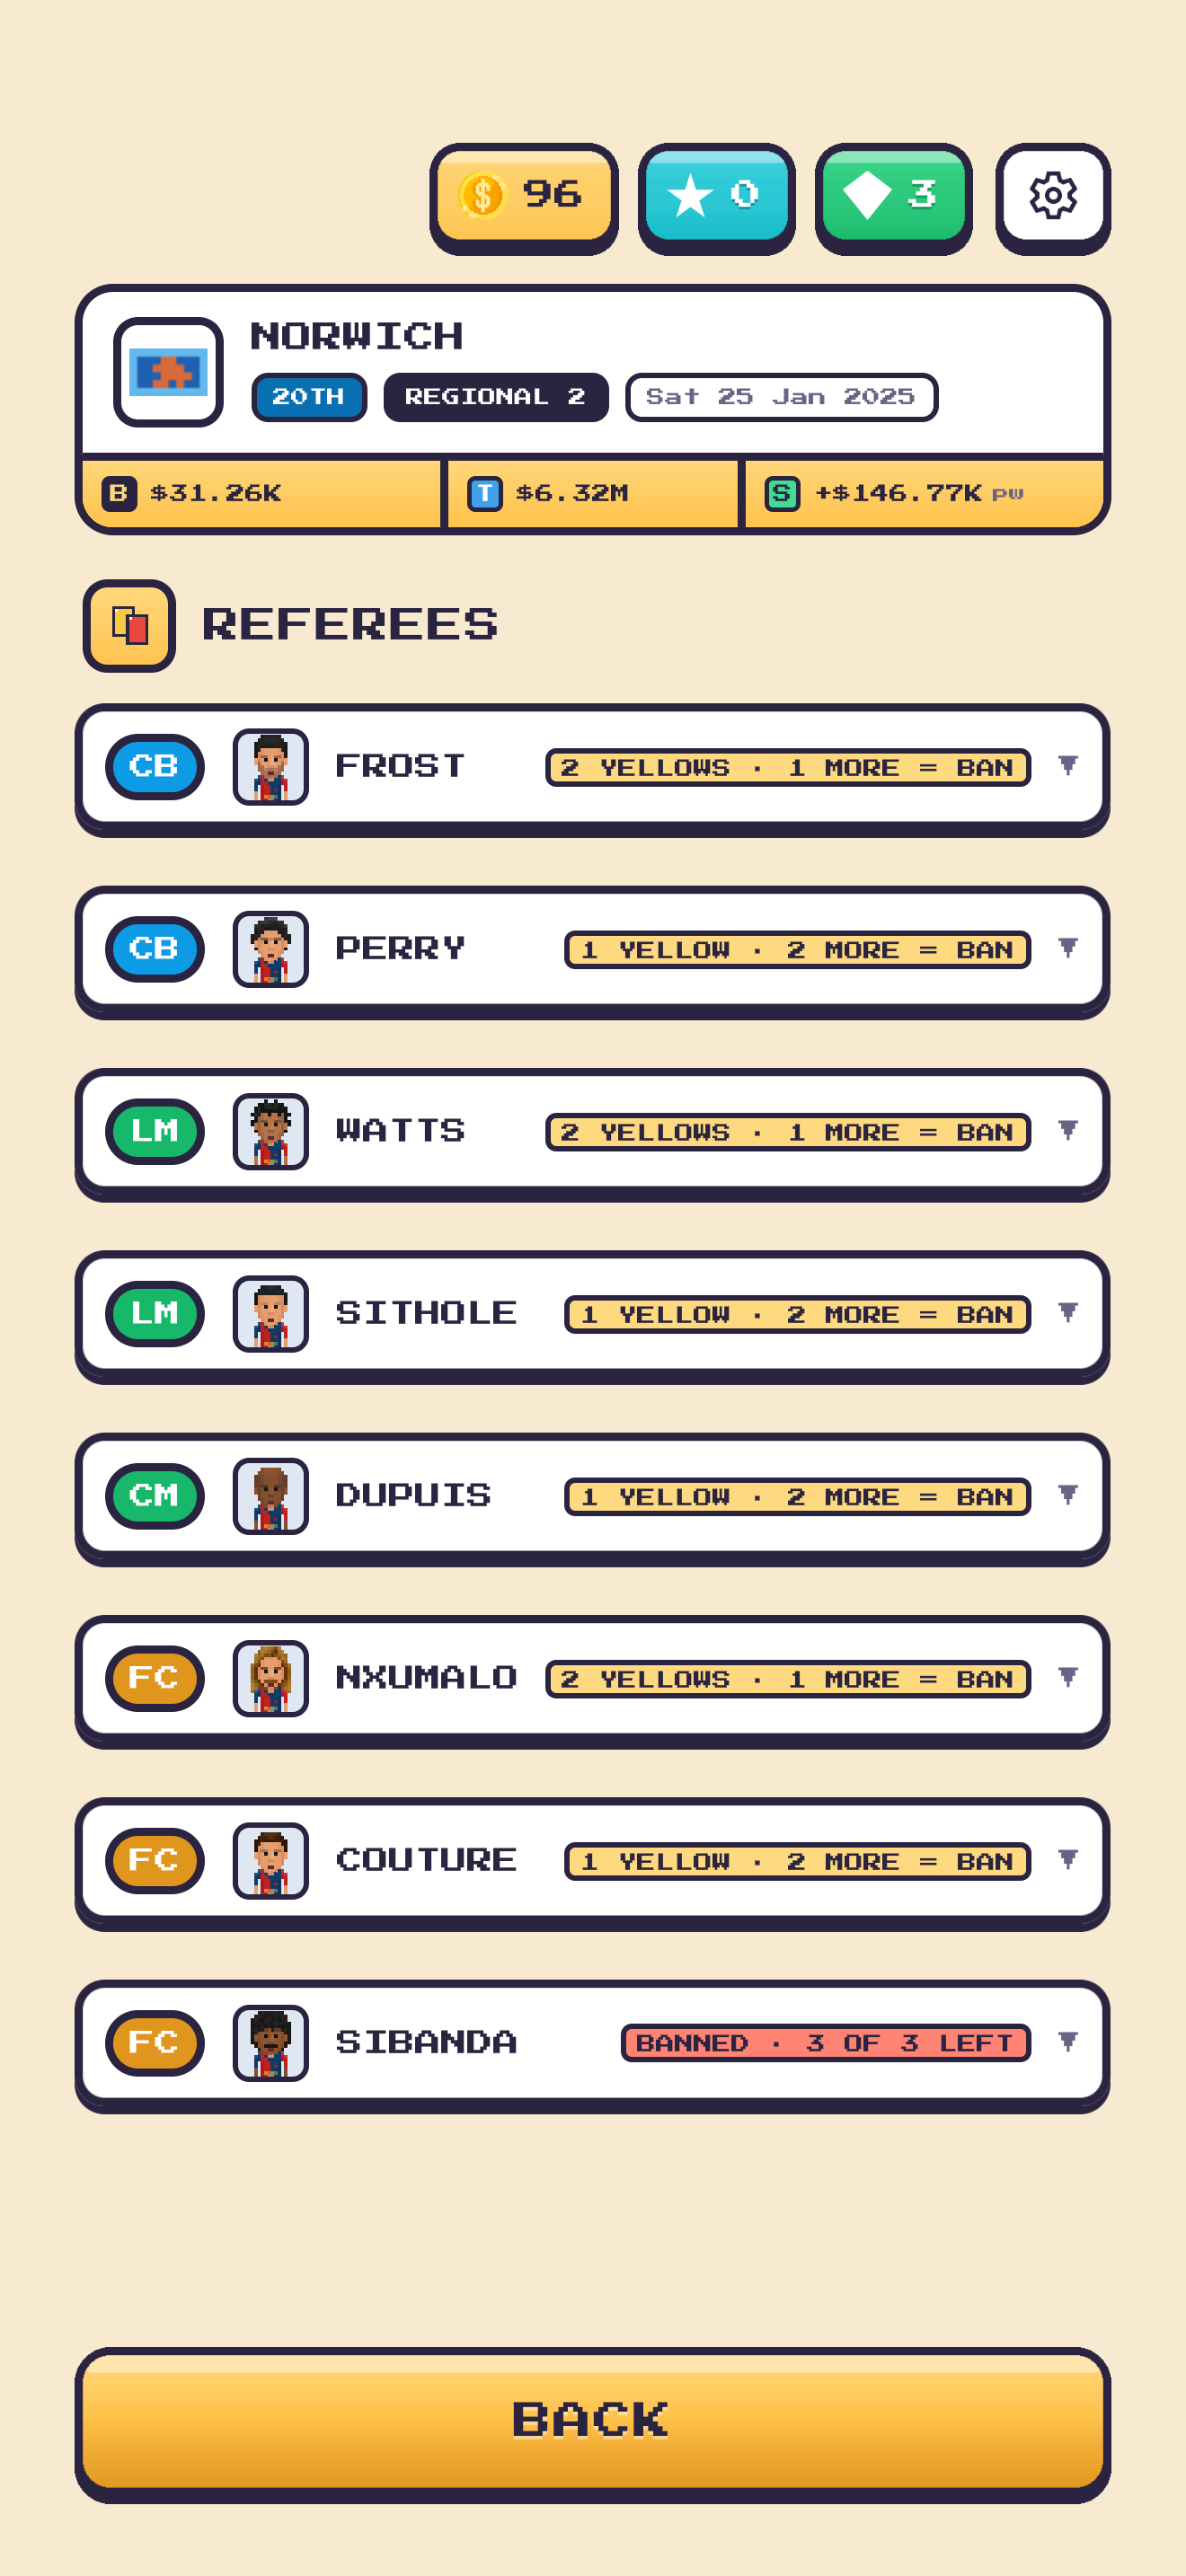 96
0
3
NORWICH
20TH
REGIONAL 2
Sat 25 Jan 2025
B $31.26K
T $6.32M
S +$146.77K pw
REFEREES
CB FROST 2 YELLOWS · 1 MORE = BAN
CB PERRY 1 YELLOW · 2 MORE = BAN
LM WATTS 2 YELLOWS · 1 MORE = BAN
LM SITHOLE 1 YELLOW · 2 MORE = BAN
CM DUPUIS 1 YELLOW · 2 MORE = BAN
FC NXUMALO 2 YELLOWS · 1 MORE = BAN
FC COUTURE 1 YELLOW · 2 MORE = BAN
FC SIBANDA BANNED · 3 OF 3 LEFT
BACK